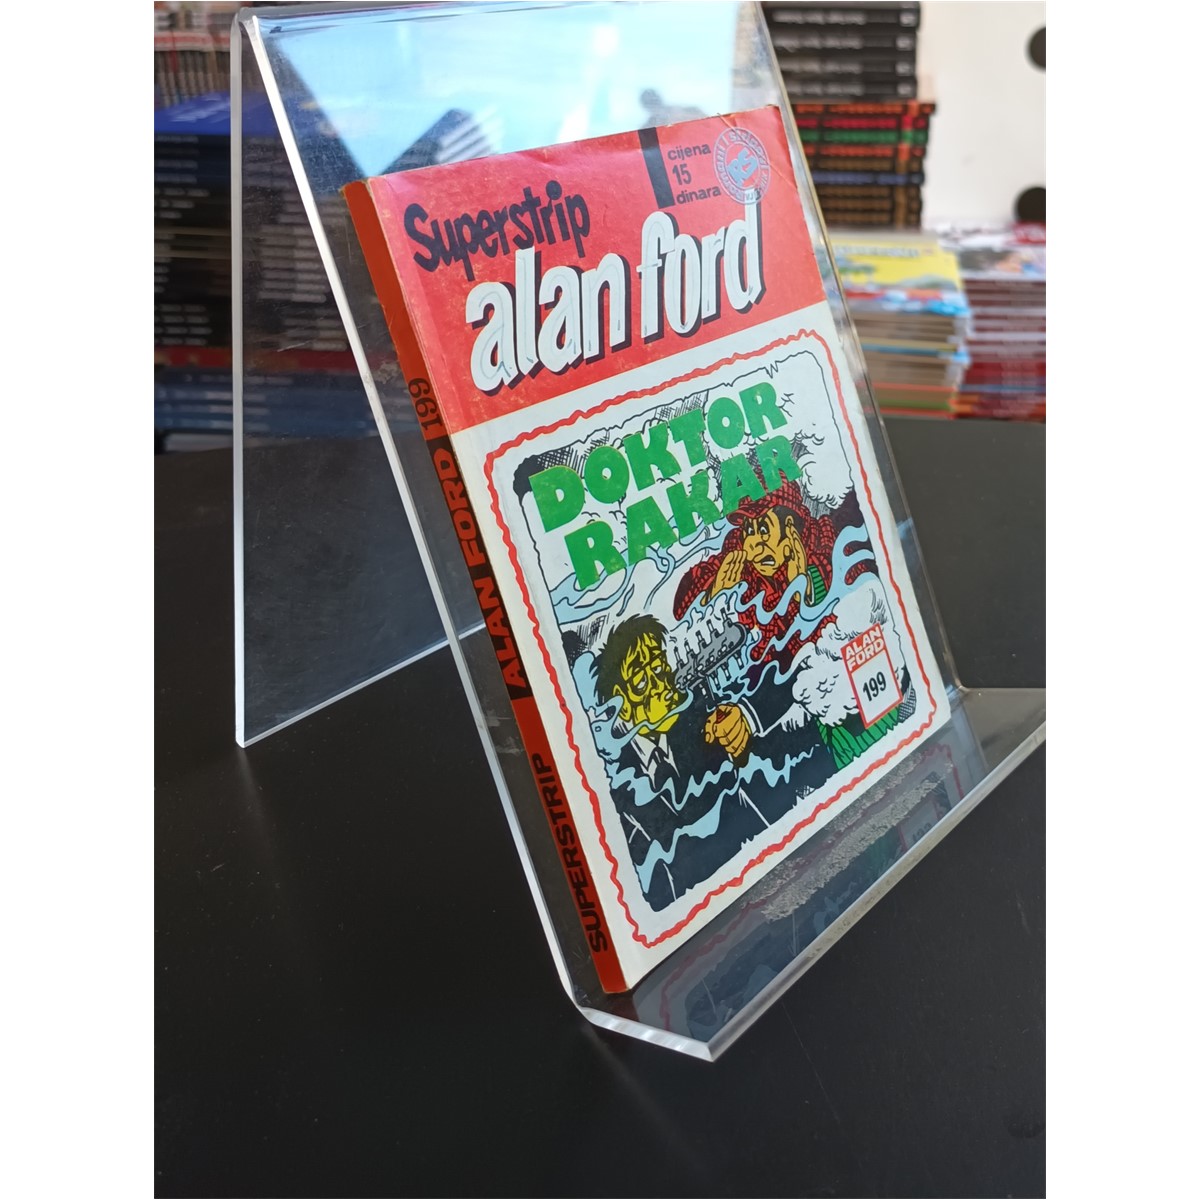 Superstrip
cijena
15
dinara
alan ford
DOKTOR
RAKAR
ALAN
FORD
199
SUPERSTRIP ALAN FORD 199